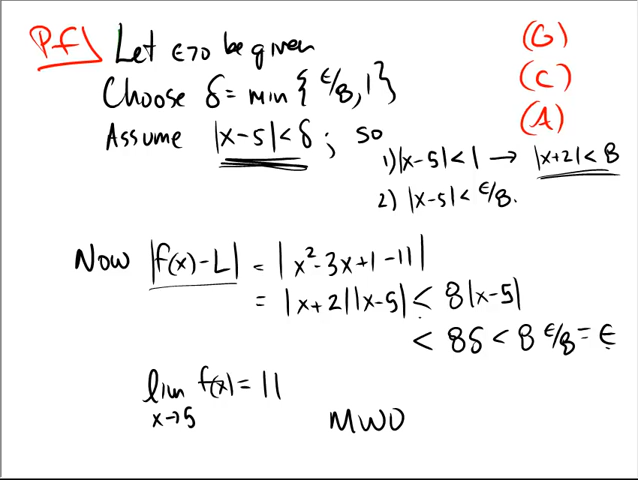 Pf) Let ε>0 be given (G)
Choose δ = min{ε/8, 1} (C)
Assume |x-5|<δ; so (A)
1) |x-5|<1 → |x+2|<8
2) |x-5|<ε/8.
Now |f(x)-L| = |x²-3x+1-11|
= |x+2||x-5| < 8|x-5|
< 8δ < 8 ε/8 = ε
lim f(x) = 11
x→5
MWO